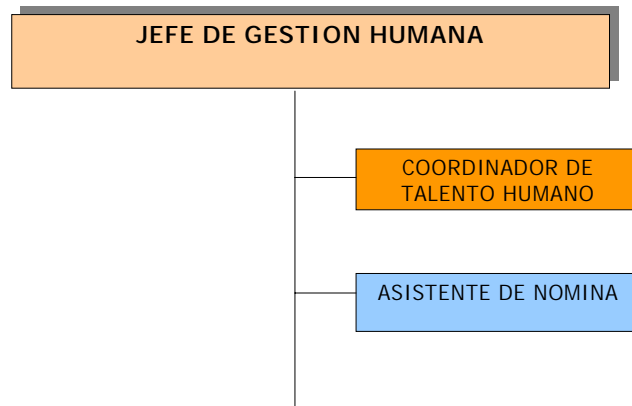 JEFE DE GESTION HUMANA
COORDINADOR DE
TALENTO HUMANO
ASISTENTE DE NOMINA